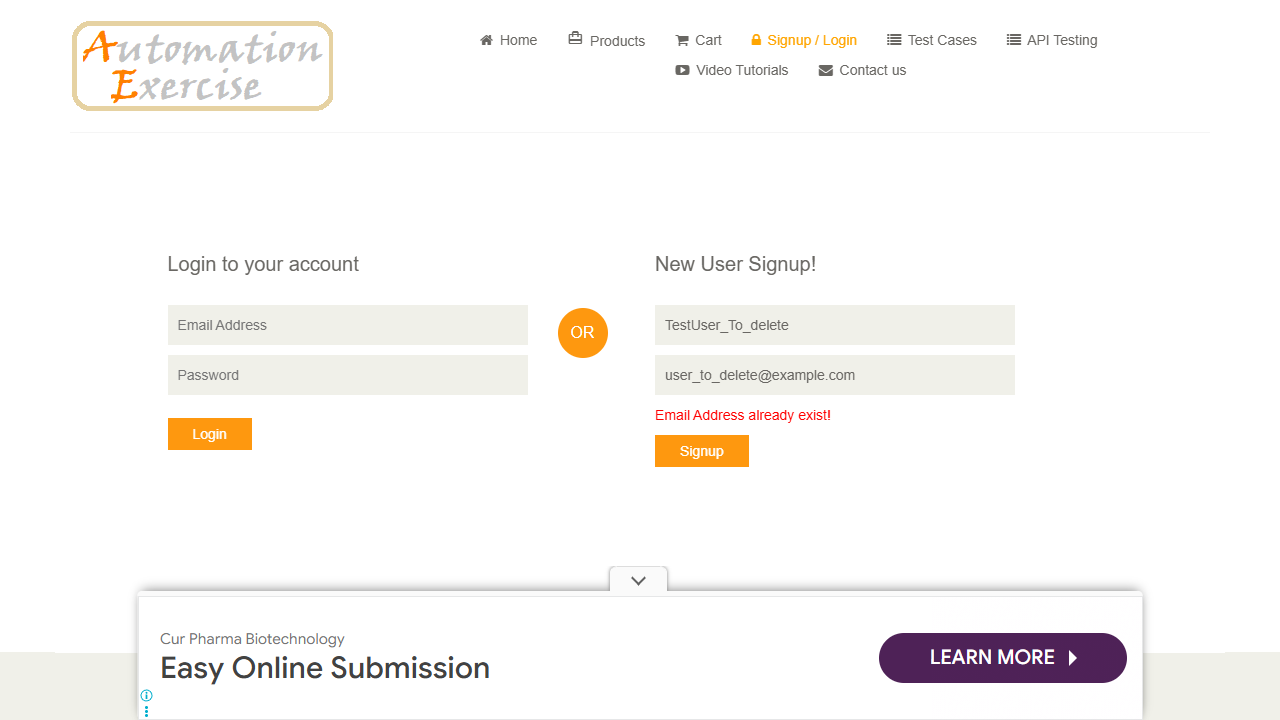 Automation
Exercise
Home
Products
Cart
Signup / Login
Test Cases
API Testing
Video Tutorials
Contact us
Login to your account
Email Address
Password
Login
OR
New User Signup!
TestUser_To_delete
user_to_delete@example.com
Email Address already exist!
Signup
Cur Pharma Biotechnology
Easy Online Submission
LEARN MORE